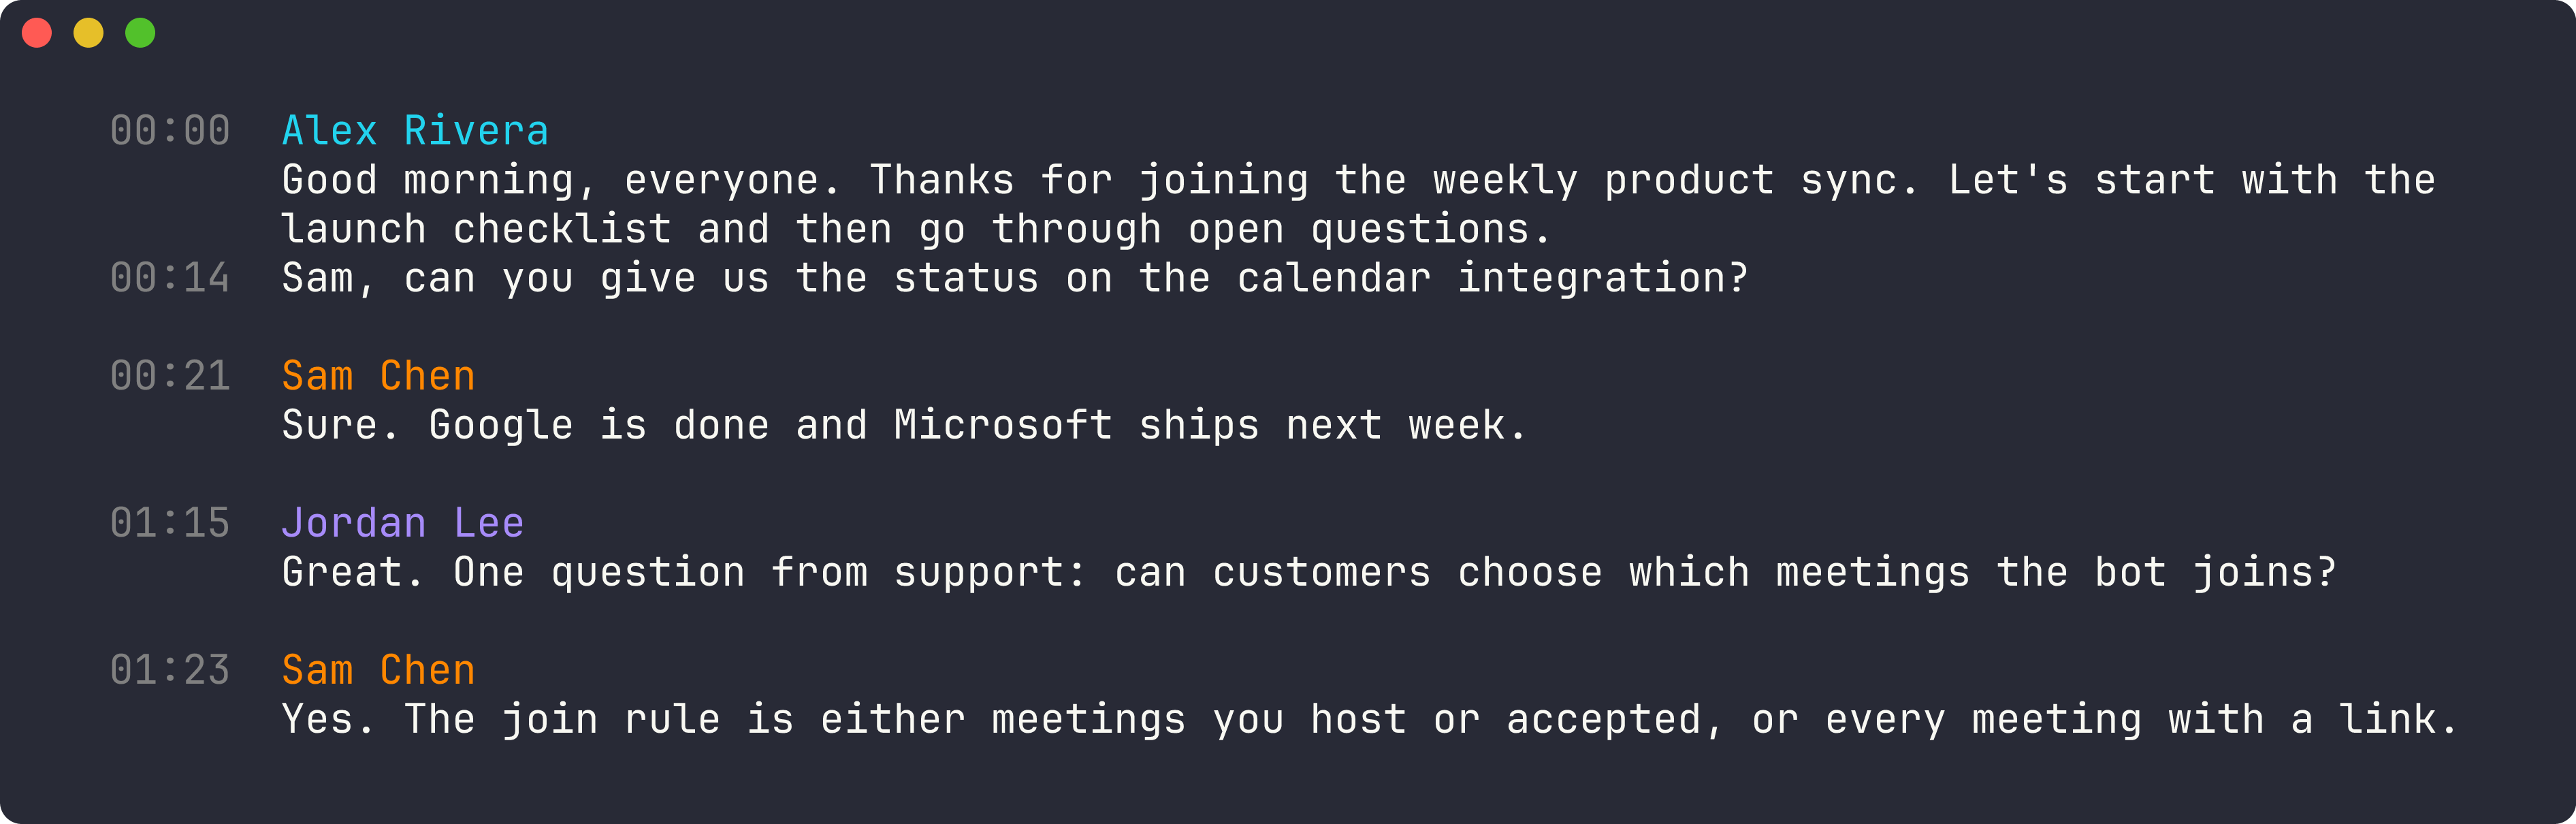 00:00 Alex Rivera
Good morning, everyone. Thanks for joining the weekly product sync. Let's start with the
launch checklist and then go through open questions.
00:14 Sam, can you give us the status on the calendar integration?
00:21 Sam Chen
Sure. Google is done and Microsoft ships next week.
01:15 Jordan Lee
Great. One question from support: can customers choose which meetings the bot joins?
01:23 Sam Chen
Yes. The join rule is either meetings you host or accepted, or every meeting with a link.